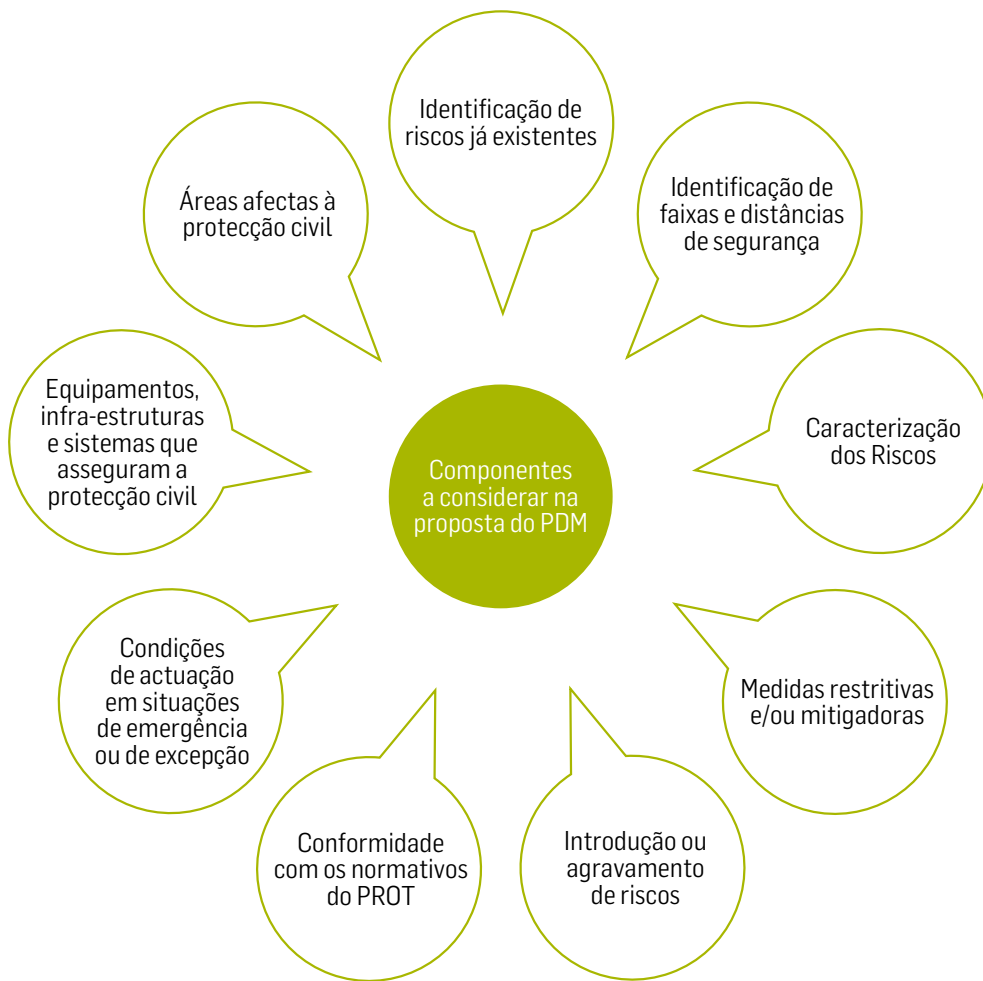 Identificação de
riscos já existentes
Identificação de
faixas e distâncias
de segurança
Caracterização
dos Riscos
Medidas restritivas
e/ou mitigadoras
Introdução ou
agravamento
de riscos
Conformidade
com os normativos
do PROT
Condições
de actuação
em situações
de emergência
ou de excepção
Equipamentos,
infra-estruturas
e sistemas que
asseguram a
protecção civil
Áreas afectas à
protecção civil
Componentes
a considerar na
proposta do PDM